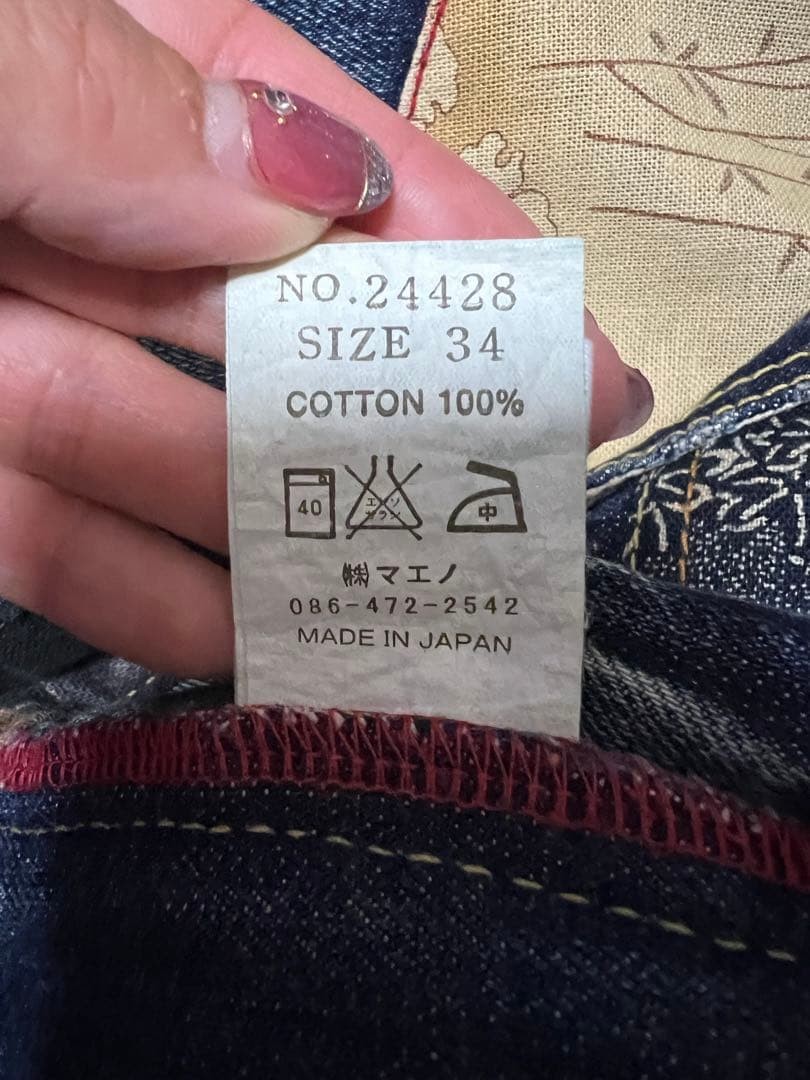 NO.24428
SIZE 34
COTTON 100%
40 エンソ サラシ 中
㈱マエノ
086-472-2542
MADE IN JAPAN